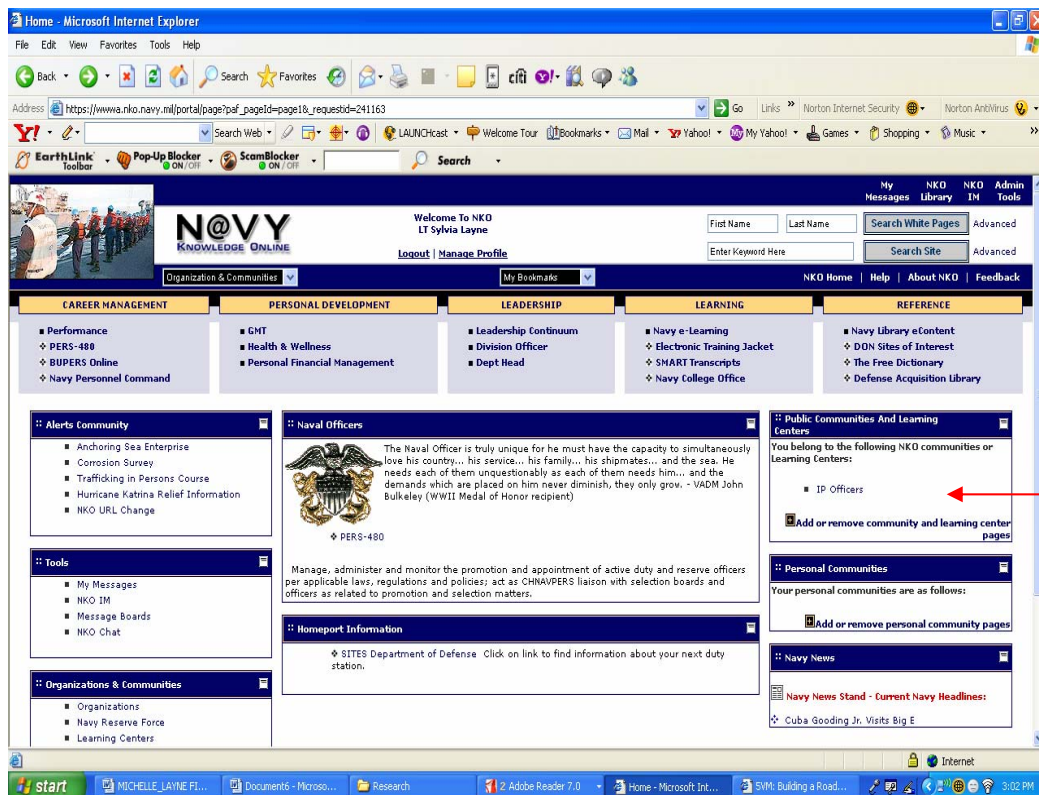 Home - Microsoft Internet Explorer
File Edit View Favorites Tools Help
Back Search Favorites citi Y!
Address https://wwwa.nko.navy.mil/portal/page?paf_pageId=page1&_requestid=241163 Go Links » Norton Internet Security Norton AntiVirus
Y! Search Web LAUNCHcast Welcome Tour Bookmarks Mail Yahoo! My Yahoo! Games Shopping Music »
EarthLink Toolbar Pop-Up Blocker ON/OFF ScamBlocker ON/OFF Search
My Messages NKO Library NKO IM Admin Tools
N@VY
KNOWLEDGE ONLINE
Welcome To NKO
LT Sylvia Layne
Logout | Manage Profile
First Name Last Name Search White Pages Advanced
Enter Keyword Here Search Site Advanced
Organization & Communities My Bookmarks NKO Home | Help | About NKO | Feedback
CAREER MANAGEMENT PERSONAL DEVELOPMENT LEADERSHIP LEARNING REFERENCE
Performance
PERS-480
BUPERS Online
Navy Personnel Command
GMT
Health & Wellness
Personal Financial Management
Leadership Continuum
Division Officer
Dept Head
Navy e-Learning
Electronic Training Jacket
SMART Transcripts
Navy College Office
Navy Library eContent
DON Sites of Interest
The Free Dictionary
Defense Acquisition Library
:: Alerts Community
Anchoring Sea Enterprise
Corrosion Survey
Trafficking in Persons Course
Hurricane Katrina Relief Information
NKO URL Change
:: Tools
My Messages
NKO IM
Message Boards
NKO Chat
:: Organizations & Communities
Organizations
Navy Reserve Force
Learning Centers
:: Naval Officers
The Naval Officer is truly unique for he must have the capacity to simultaneously
love his country... his service... his family... his shipmates... and the sea. He
needs each of them unquestionably as each of them needs him... and the
demands which are placed on him never diminish, they only grow. - VADM John
Bulkeley (WWII Medal of Honor recipient)
PERS-480
Manage, administer and monitor the promotion and appointment of active duty and reserve officers
per applicable laws, regulations and policies; act as CHNAVPERS liaison with selection boards and
officers as related to promotion and selection matters.
:: Homeport Information
SITES Department of Defense Click on link to find information about your next duty
station.
:: Public Communities And Learning
Centers
You belong to the following NKO communities or
Learning Centers:
IP Officers
Add or remove community and learning center
pages
:: Personal Communities
Your personal communities are as follows:
Add or remove personal community pages
:: Navy News
Navy News Stand - Current Navy Headlines:
Cuba Gooding Jr. Visits Big E
Internet
start MICHELLE_LAYNE FI... Document6 - Microso... Research 2 Adobe Reader 7.0 Home - Microsoft Int... SVM: Building a Road... 3:02 PM